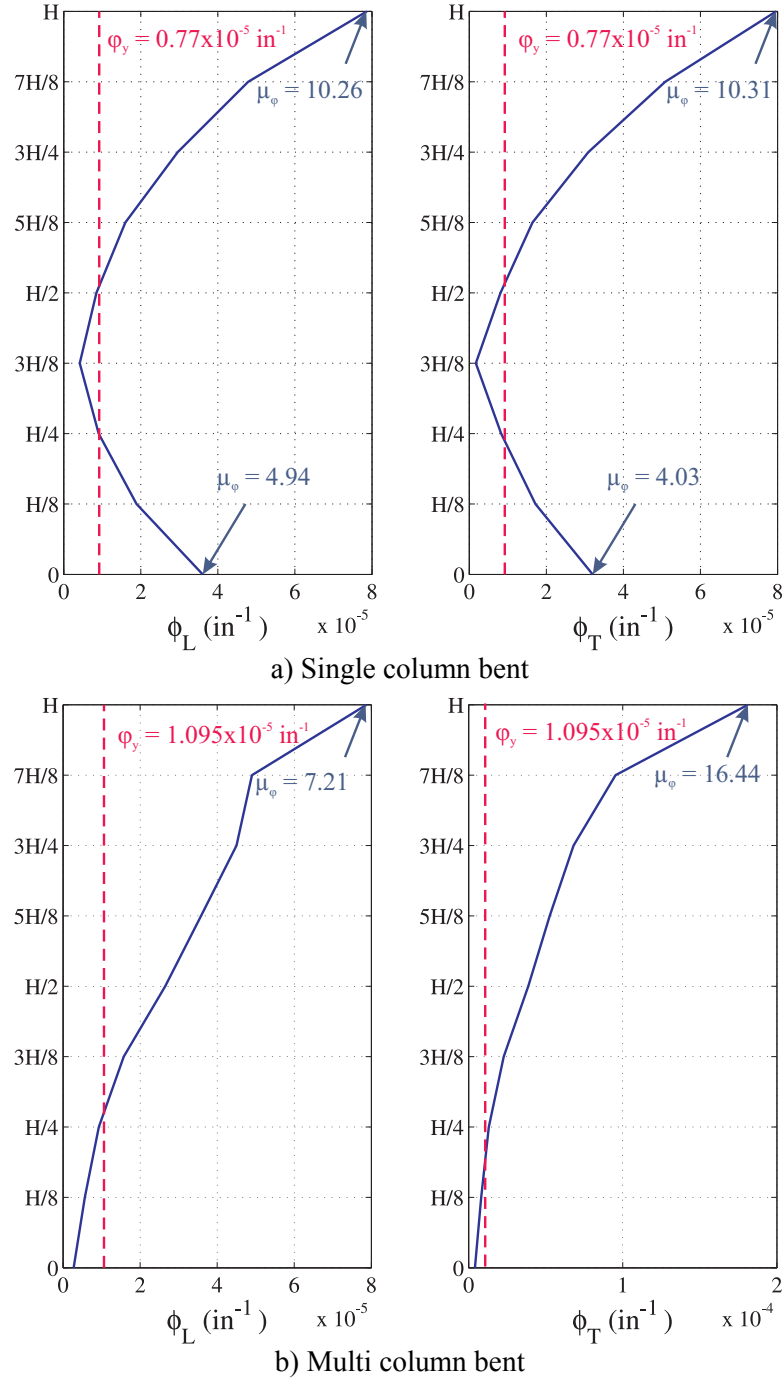 H
7H/8
3H/4
5H/8
H/2
3H/8
H/4
H/8
0
φy = 0.77x10⁻⁵ in⁻¹
μφ = 10.26
μφ = 4.94
0 2 4 6 8
ϕL (in⁻¹) x 10⁻⁵
H
7H/8
3H/4
5H/8
H/2
3H/8
H/4
H/8
0
φy = 0.77x10⁻⁵ in⁻¹
μφ = 10.31
μφ = 4.03
0 2 4 6 8
ϕT (in⁻¹) x 10⁻⁵
a) Single column bent
H
7H/8
3H/4
5H/8
H/2
3H/8
H/4
H/8
0
φy = 1.095x10⁻⁵ in⁻¹
μφ = 7.21
0 2 4 6 8
ϕL (in⁻¹) x 10⁻⁵
H
7H/8
3H/4
5H/8
H/2
3H/8
H/4
H/8
0
φy = 1.095x10⁻⁵ in⁻¹
μφ = 16.44
0 1 2
ϕT (in⁻¹) x 10⁻⁴
b) Multi column bent